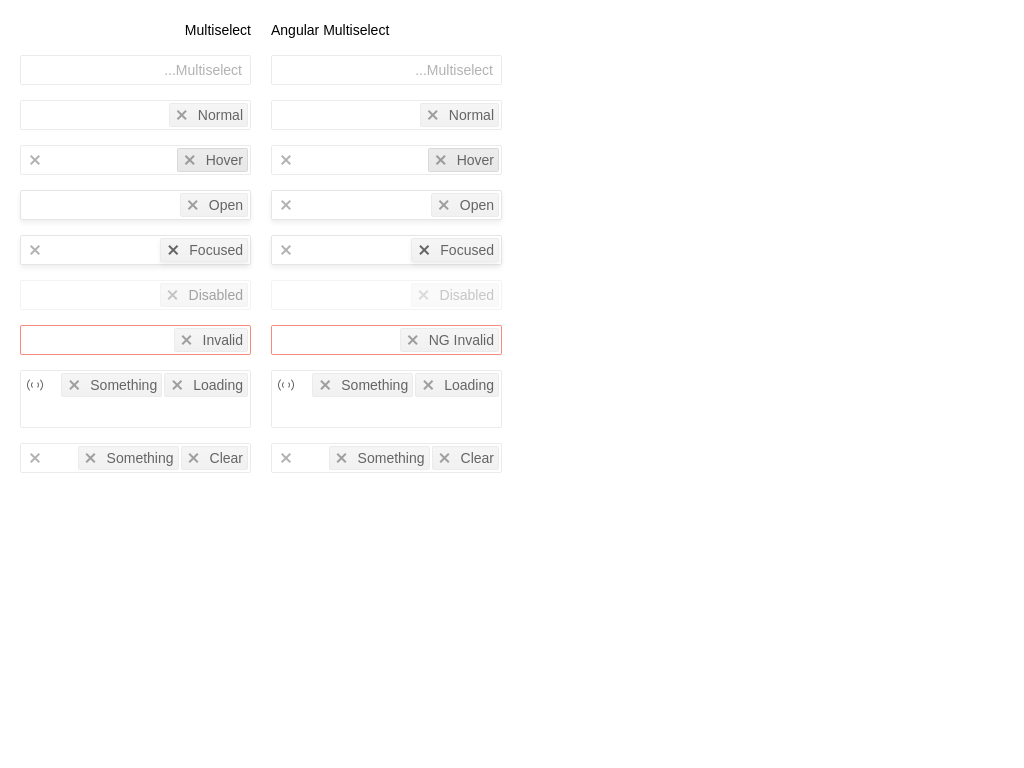 Multiselect Angular Multiselect
...Multiselect ...Multiselect
Normal Normal
Hover Hover
Open Open
Focused Focused
Disabled Disabled
Invalid NG Invalid
Something Loading Something Loading
Something Clear Something Clear